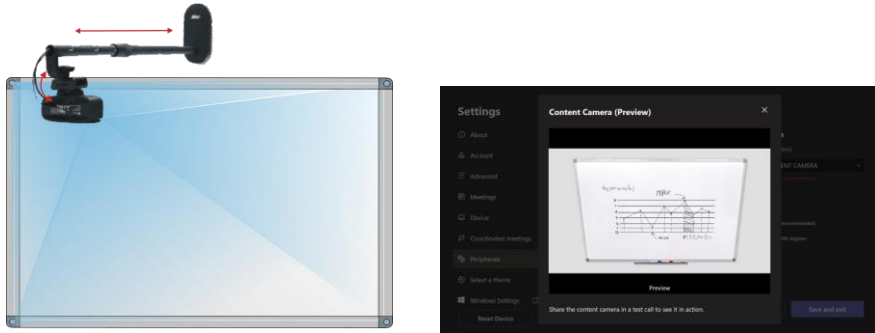 Settings
About
Account
Advanced
Meetings
Device
Coordinated meetings
Peripherals
Select a theme
Windows Settings
Reset Device
Content Camera (Preview)
Preview
Share the content camera in a test call to see it in action.
ENT CAMERA
Save and exit